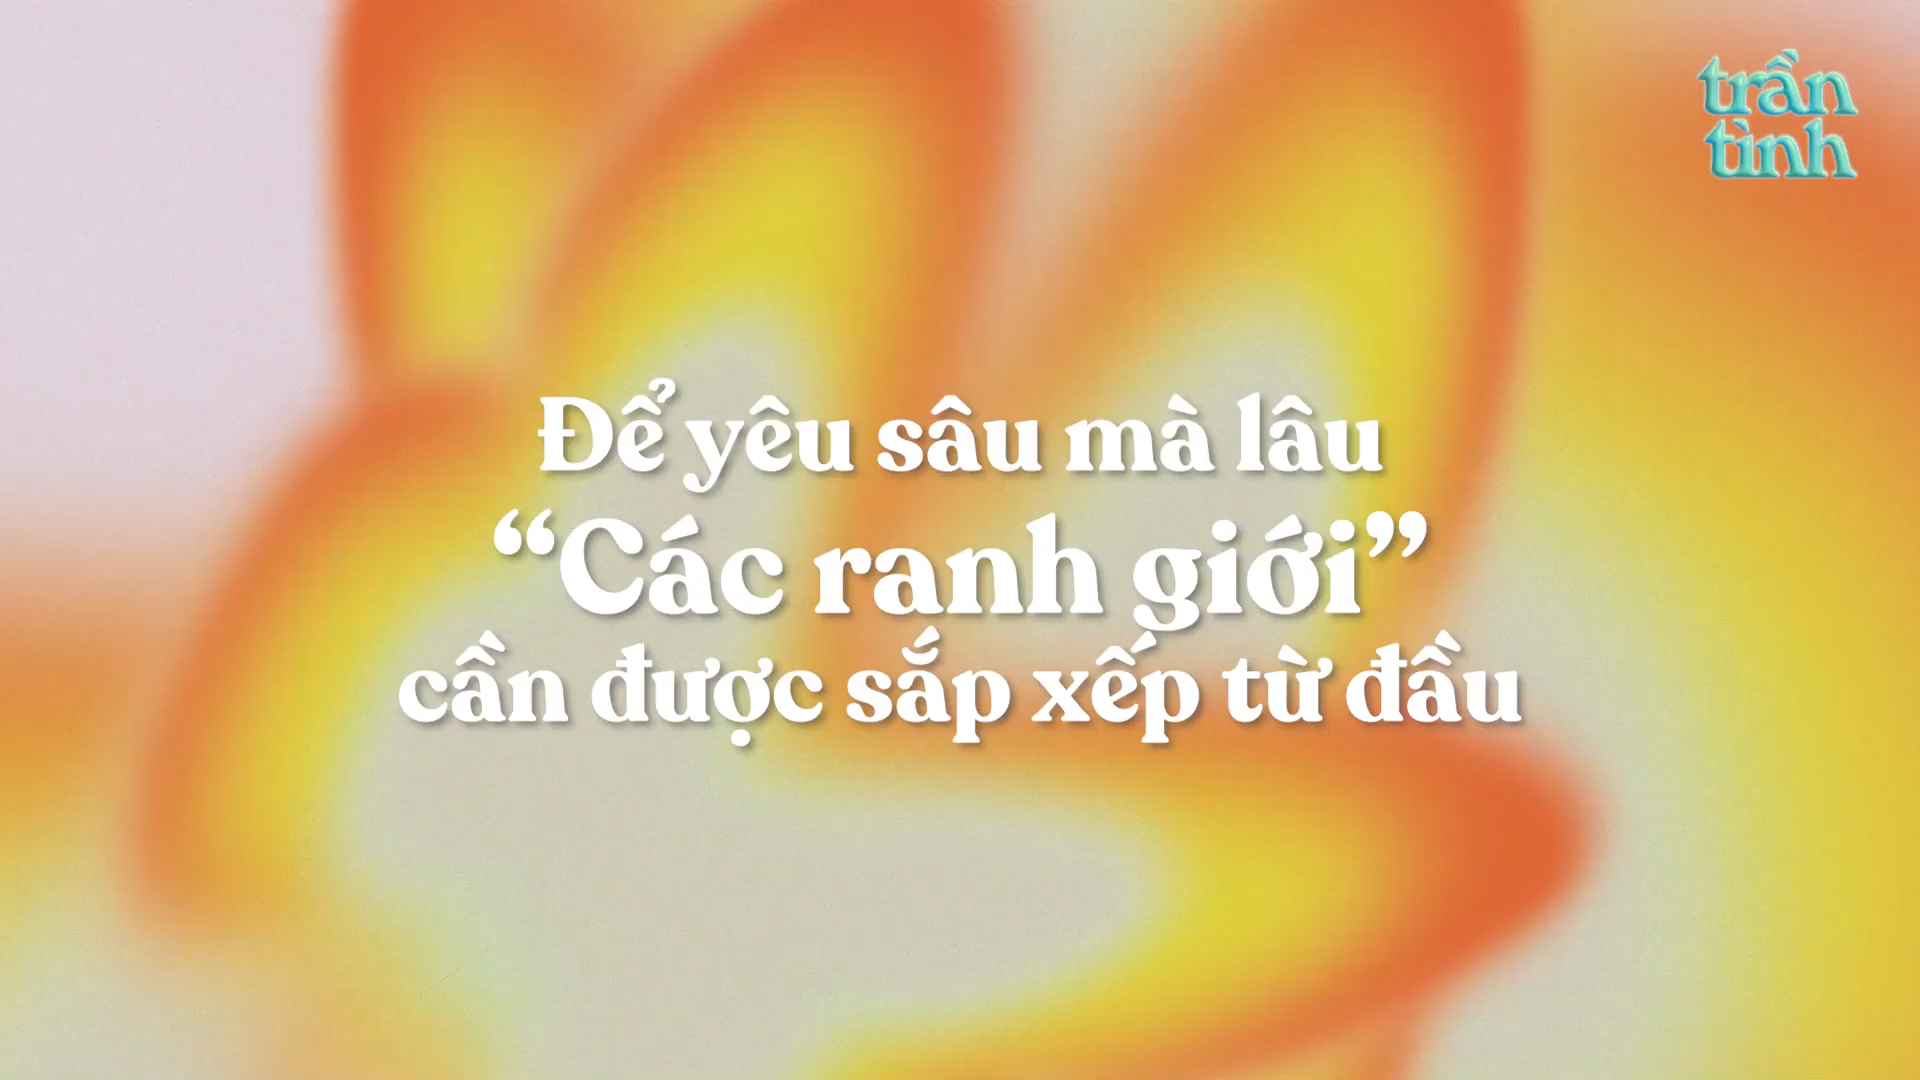 trần
tình
Để yêu sâu mà lâu
“Các ranh giới”
cần được sắp xếp từ đầu